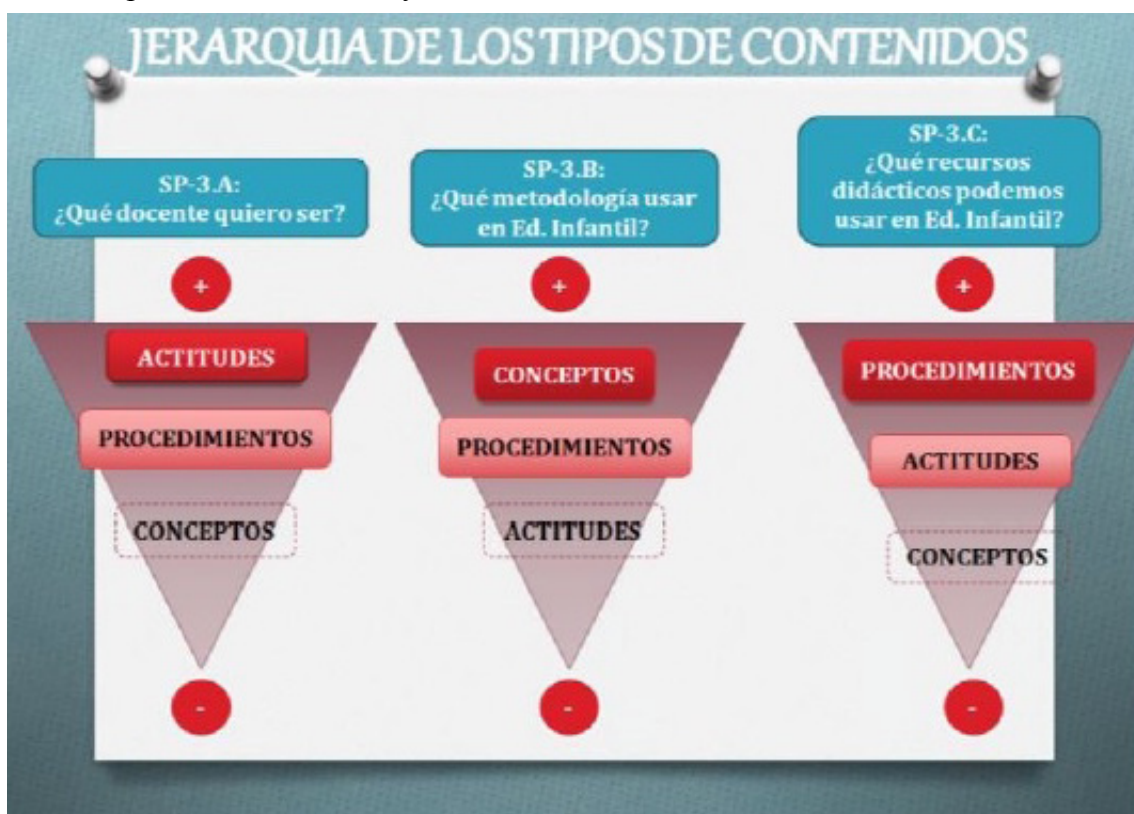 JERARQUIA DE LOS TIPOS DE CONTENIDOS
SP-3.A:
¿Qué docente quiero ser?
+
ACTITUDES
PROCEDIMIENTOS
CONCEPTOS
-
SP-3.B:
¿Qué metodología usar
en Ed. Infantil?
+
CONCEPTOS
PROCEDIMIENTOS
ACTITUDES
-
SP-3.C:
¿Qué recursos
didácticos podemos
usar en Ed. Infantil?
+
PROCEDIMIENTOS
ACTITUDES
CONCEPTOS
-